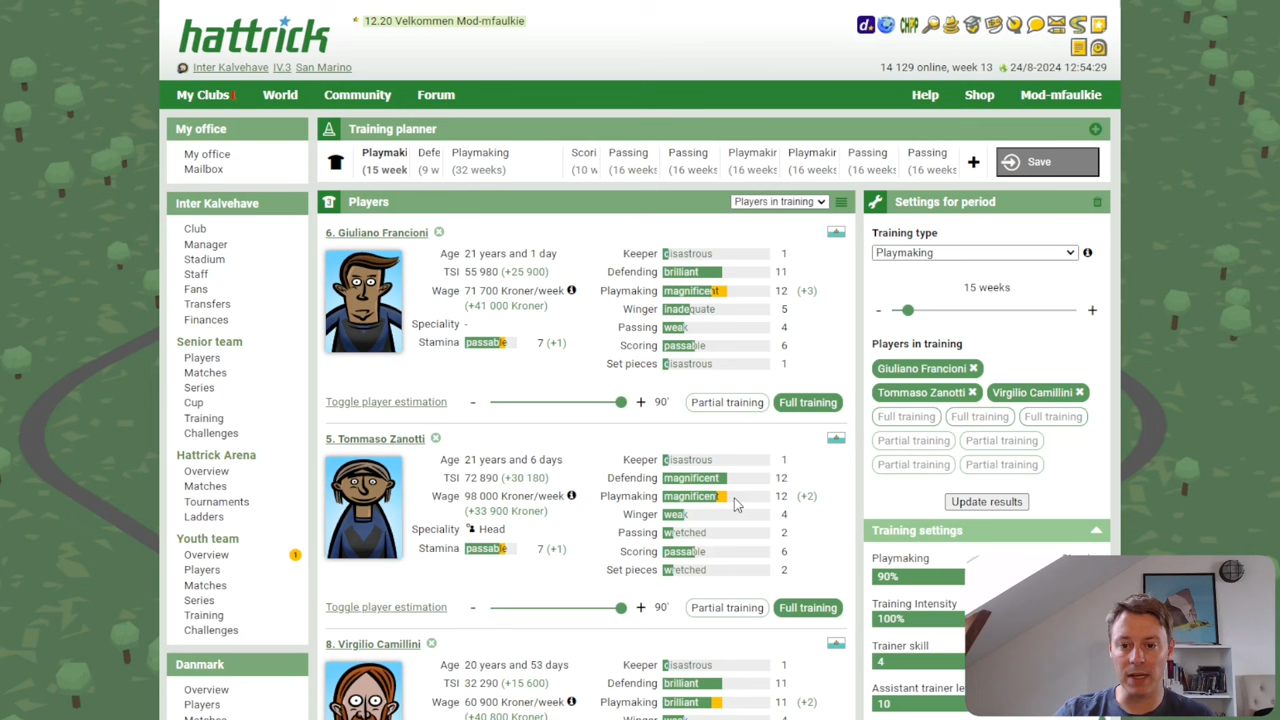 12.20 Velkommen Mod-mfaulkie
hattrick
CHPP
Inter Kalvehave IV.3 San Marino
14 129 online, week 13 24/8-2024 12:54:29
My Clubs World Community Forum
Help Shop Mod-mfaulkie
My office
My office
Mailbox
Inter Kalvehave
Club
Manager
Stadium
Staff
Fans
Transfers
Finances
Senior team
Players
Matches
Series
Cup
Training
Challenges
Hattrick Arena
Overview
Matches
Tournaments
Ladders
Youth team
Overview 1
Players
Matches
Series
Training
Challenges
Danmark
Overview
Players
Training planner
Playmaki Defe Playmaking Scori Passing Passing Playmakir Playmakir Passing Passing
(15 week (9 w (32 weeks) (10 w (16 weeks (16 weeks (16 weeks (16 weeks (16 weeks (16 weeks
+ Save
Players
Players in training
6. Giuliano Francioni
Age 21 years and 1 day
TSI 55 980 (+25 900)
Wage 71 700 Kroner/week
(+41 000 Kroner)
Speciality -
Stamina passable 7 (+1)
Keeper disastrous 1
Defending brilliant 11
Playmaking magnificent 12 (+3)
Winger inadequate 5
Passing weak 4
Scoring passable 6
Set pieces disastrous 1
Toggle player estimation - + 90' Partial training Full training
5. Tommaso Zanotti
Age 21 years and 6 days
TSI 72 890 (+30 180)
Wage 98 000 Kroner/week
(+33 900 Kroner)
Speciality Head
Stamina passable 7 (+1)
Keeper disastrous 1
Defending magnificent 12
Playmaking magnificent 12 (+2)
Winger weak 4
Passing wretched 2
Scoring passable 6
Set pieces wretched 2
Toggle player estimation - + 90' Partial training Full training
8. Virgilio Camillini
Age 20 years and 53 days
TSI 32 290 (+15 600)
Wage 60 900 Kroner/week
(+40 800 Kroner)
Keeper disastrous 1
Defending brilliant 11
Playmaking brilliant 11 (+2)
Settings for period
Training type
Playmaking
15 weeks
- +
Players in training
Giuliano Francioni ×
Tommaso Zanotti × Virgilio Camillini ×
Full training Full training Full training
Partial training Partial training
Partial training Partial training
Update results
Training settings
Playmaking
90%
Training Intensity
100%
Trainer skill
4
Assistant trainer le
10